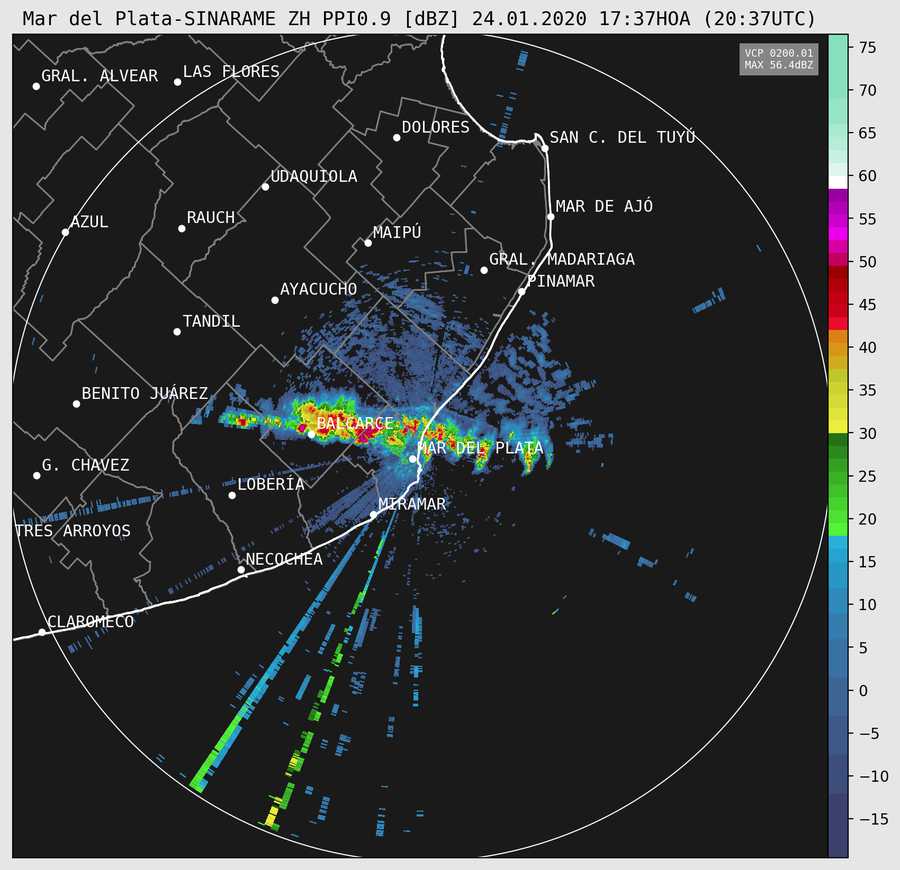 Mar del Plata-SINARAME ZH PPI0.9 [dBZ] 24.01.2020 17:37HOA (20:37UTC)
VCP 0200.01
MAX 56.4dBZ
GRAL. ALVEAR
LAS FLORES
DOLORES
SAN C. DEL TUYÚ
UDAQUIOLA
MAR DE AJÓ
RAUCH
AZUL
MAIPÚ
GRAL. MADARIAGA
PINAMAR
AYACUCHO
TANDIL
BENITO JUÁREZ
BALCARCE
MAR DEL PLATA
G. CHAVEZ
LOBERÍA
MIRAMAR
TRES ARROYOS
NECOCHEA
CLAROMECO
75
70
65
60
55
50
45
40
35
30
25
20
15
10
5
0
−5
−10
−15